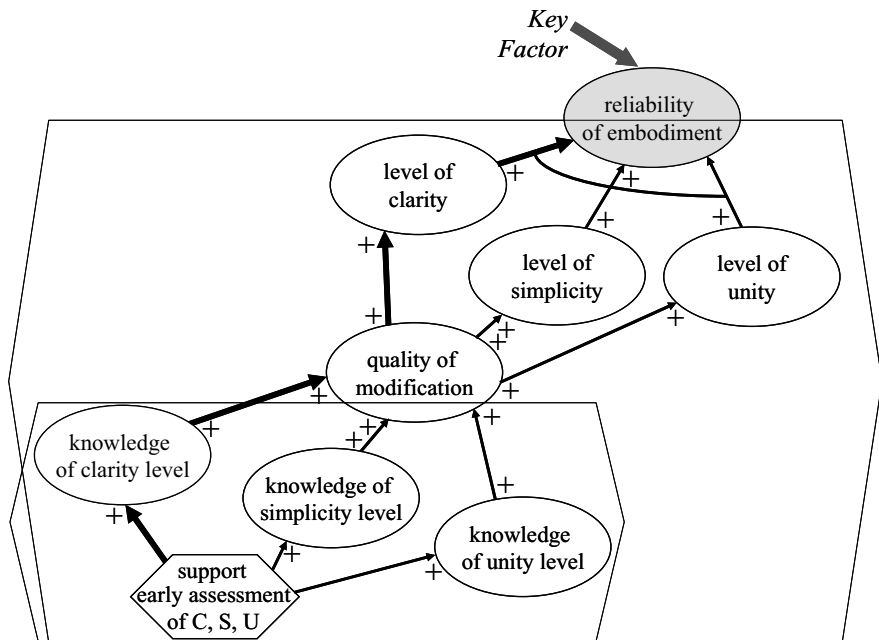 Key
Factor
reliability
of embodiment
level of
clarity
+
+
level of
simplicity
level of
unity
+
+
+
+
+
+
+
+
quality of
modification
+
+
+
+
+
+
+
knowledge
of clarity level
knowledge of
simplicity level
+
+
knowledge
of unity level
+
+
support
early assessment
of C, S, U